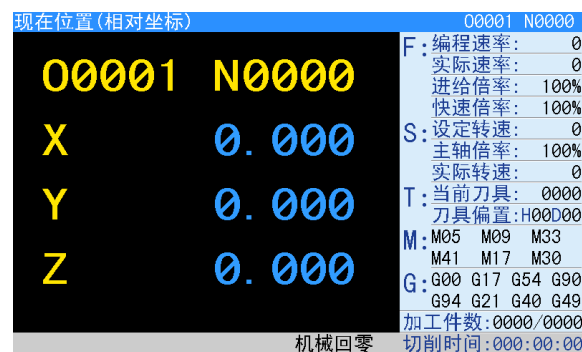 现在位置(相对坐标) O0001 N0000
O0001 N0000
X 0.000
Y 0.000
Z 0.000
F:编程速率: 0
实际速率: 0
进给倍率: 100%
快速倍率: 100%
S:设定转速: 0
主轴倍率: 100%
实际转速: 0
T:当前刀具: 0000
刀具偏置:H00D00
M:M05 M09 M33
M41 M17 M30
G:G00 G17 G54 G90
G94 G21 G40 G49
加工件数:0000/0000
机械回零 切削时间:000:00:00